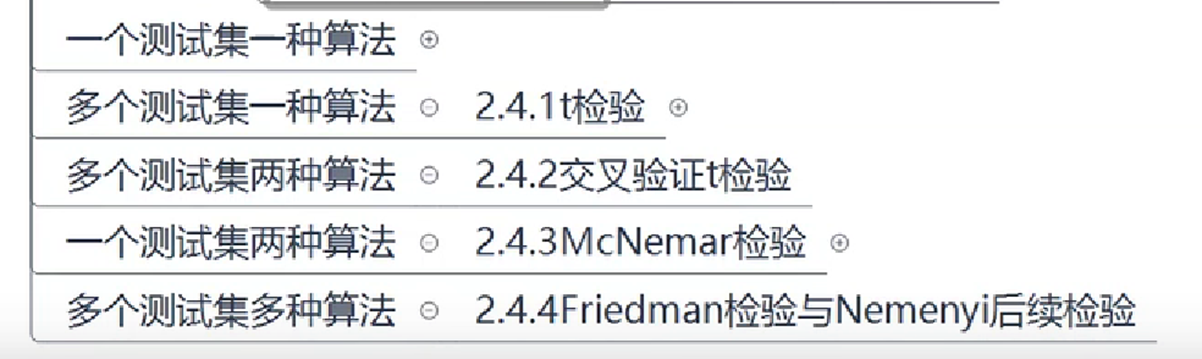 一个测试集一种算法
多个测试集一种算法 2.4.1t检验
多个测试集两种算法 2.4.2交叉验证t检验
一个测试集两种算法 2.4.3McNemar检验
多个测试集多种算法 2.4.4Friedman检验与Nemenyi后续检验